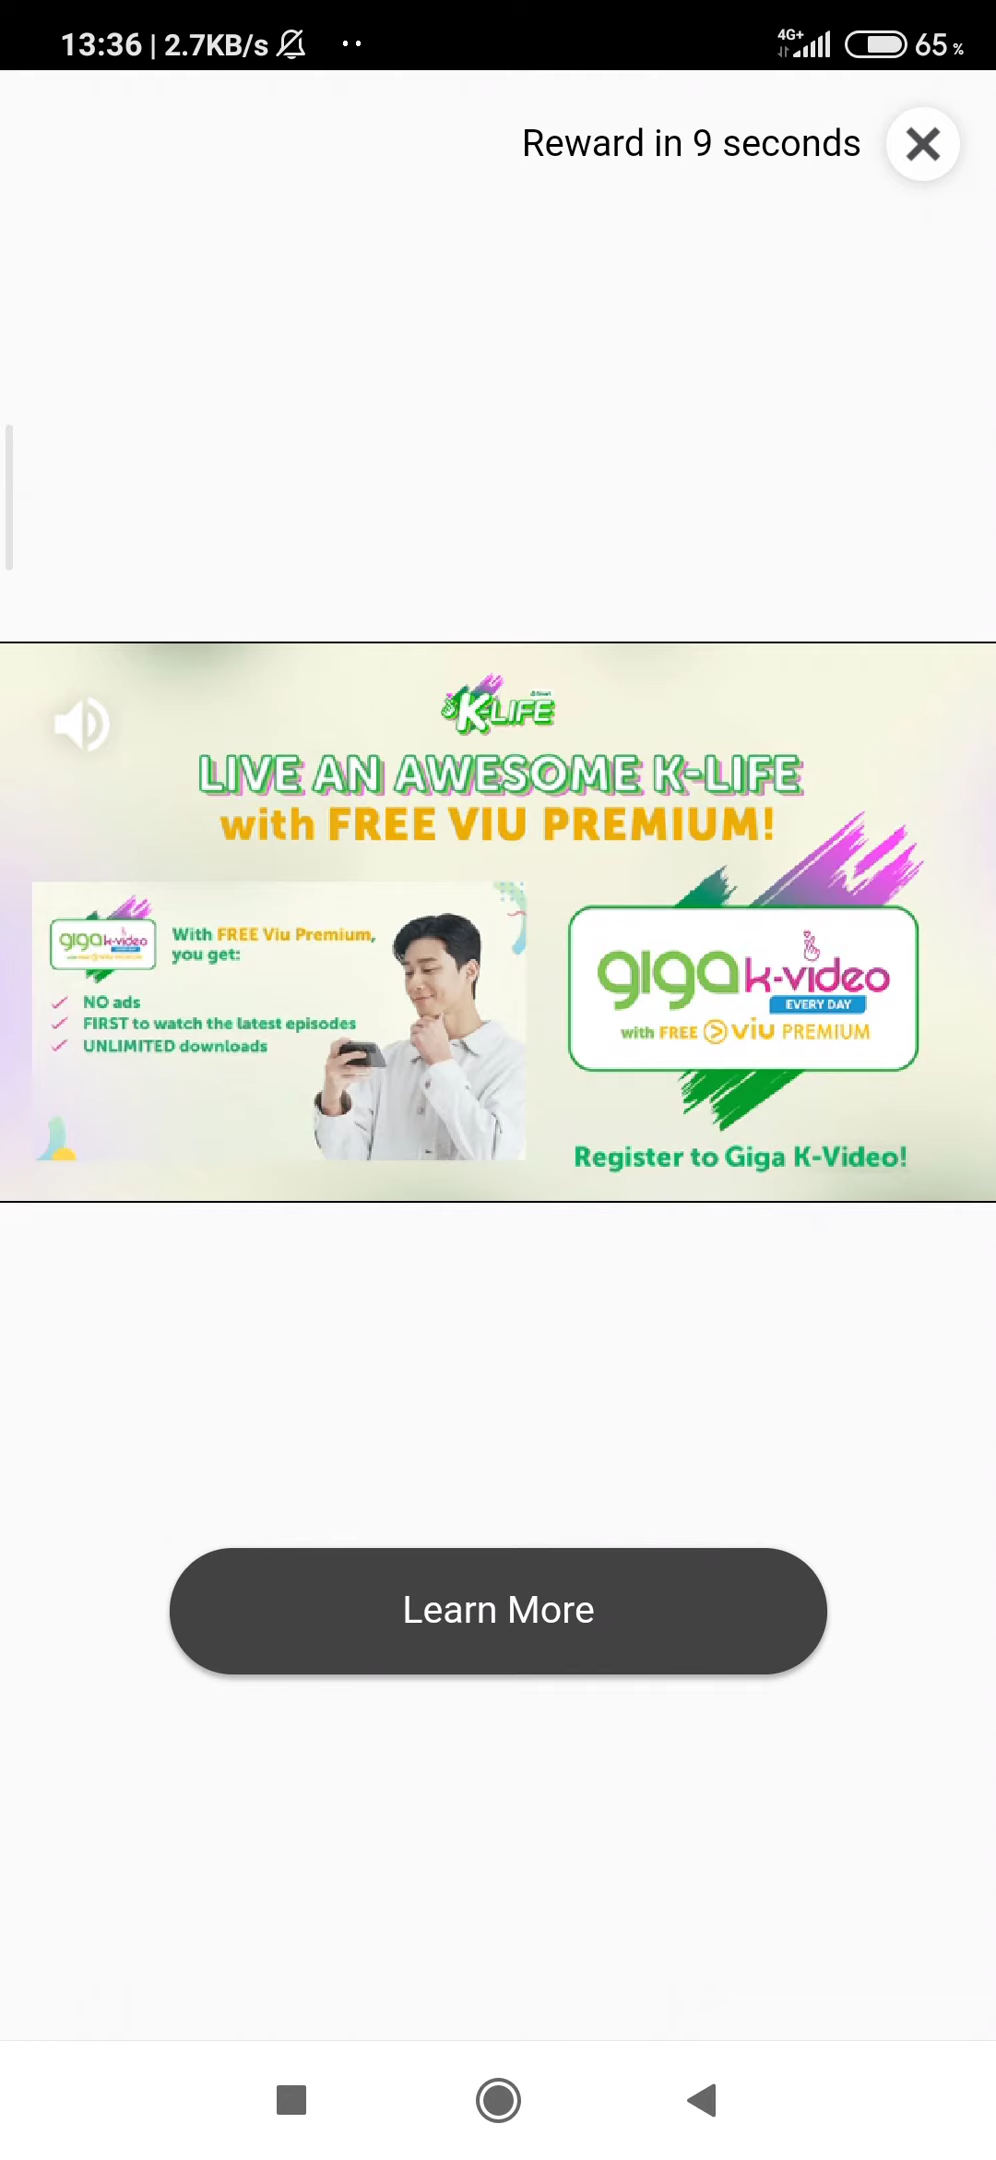 13:36 | 2.7KB/s
4G+
65 %
Reward in 9 seconds
K-LIFE
LIVE AN AWESOME K-LIFE
with FREE VIU PREMIUM!
giga k-video
With FREE Viu Premium,
you get:
NO ads
FIRST to watch the latest episodes
UNLIMITED downloads
giga k-video
EVERY DAY
with FREE viu PREMIUM
Register to Giga K-Video!
Learn More